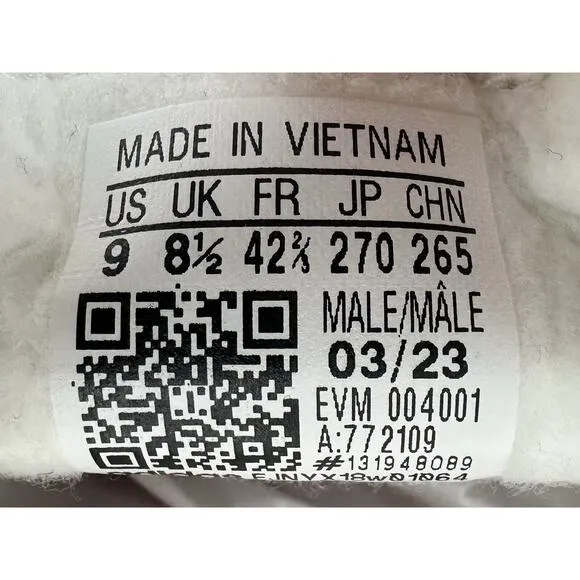 MADE IN VIETNAM
US UK FR JP CHN
9 8½ 42⅔ 270 265
MALE/MÂLE
03/23
EVM 004001
A:772109
#131948089